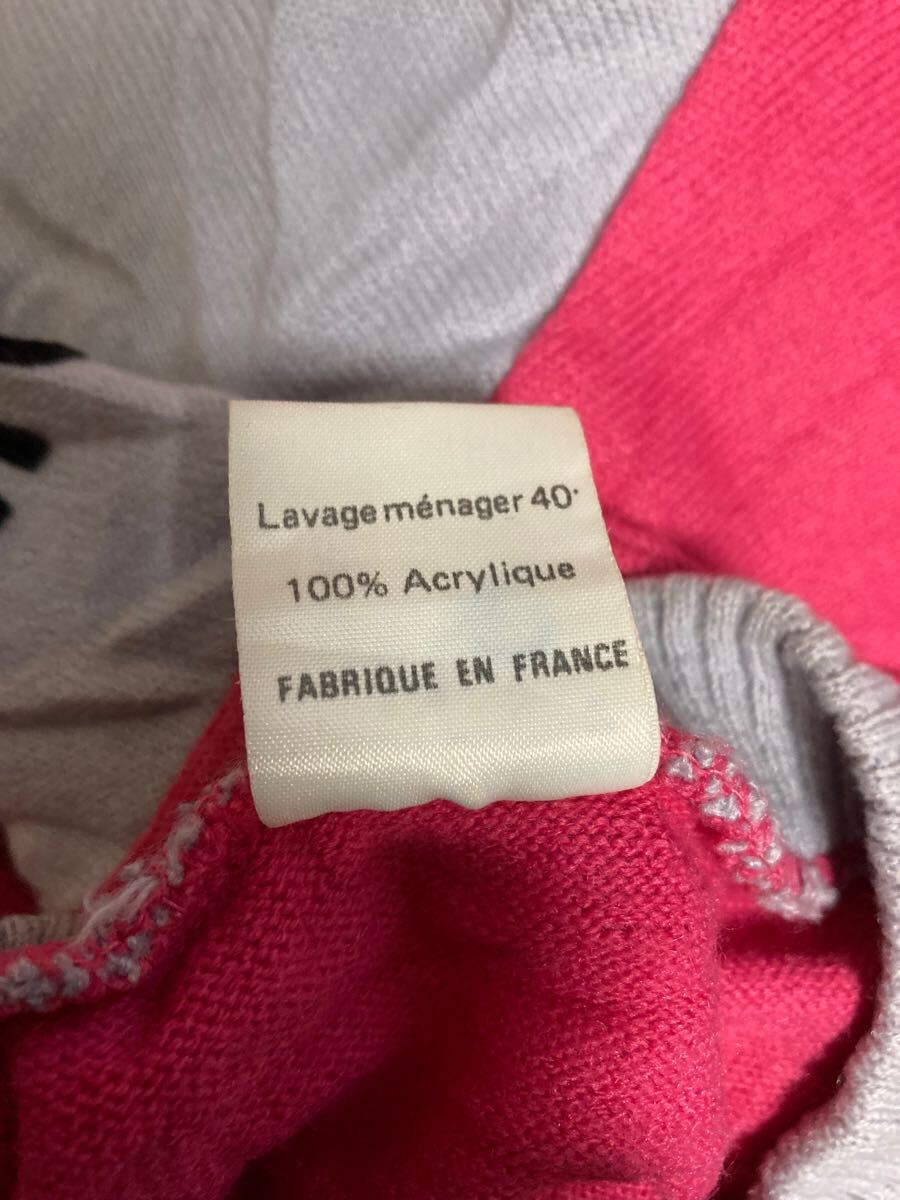 Lavage ménager 40°
100% Acrylique
FABRIQUE EN FRANCE